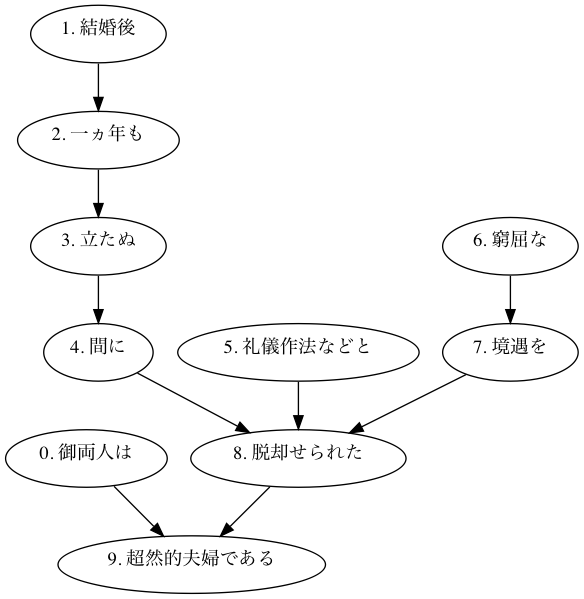 1. 結婚後
2. 一ヵ年も
3. 立たぬ
6. 窮屈な
4. 間に
5. 礼儀作法などと
7. 境遇を
0. 御両人は
8. 脱却せられた
9. 超然的夫婦である